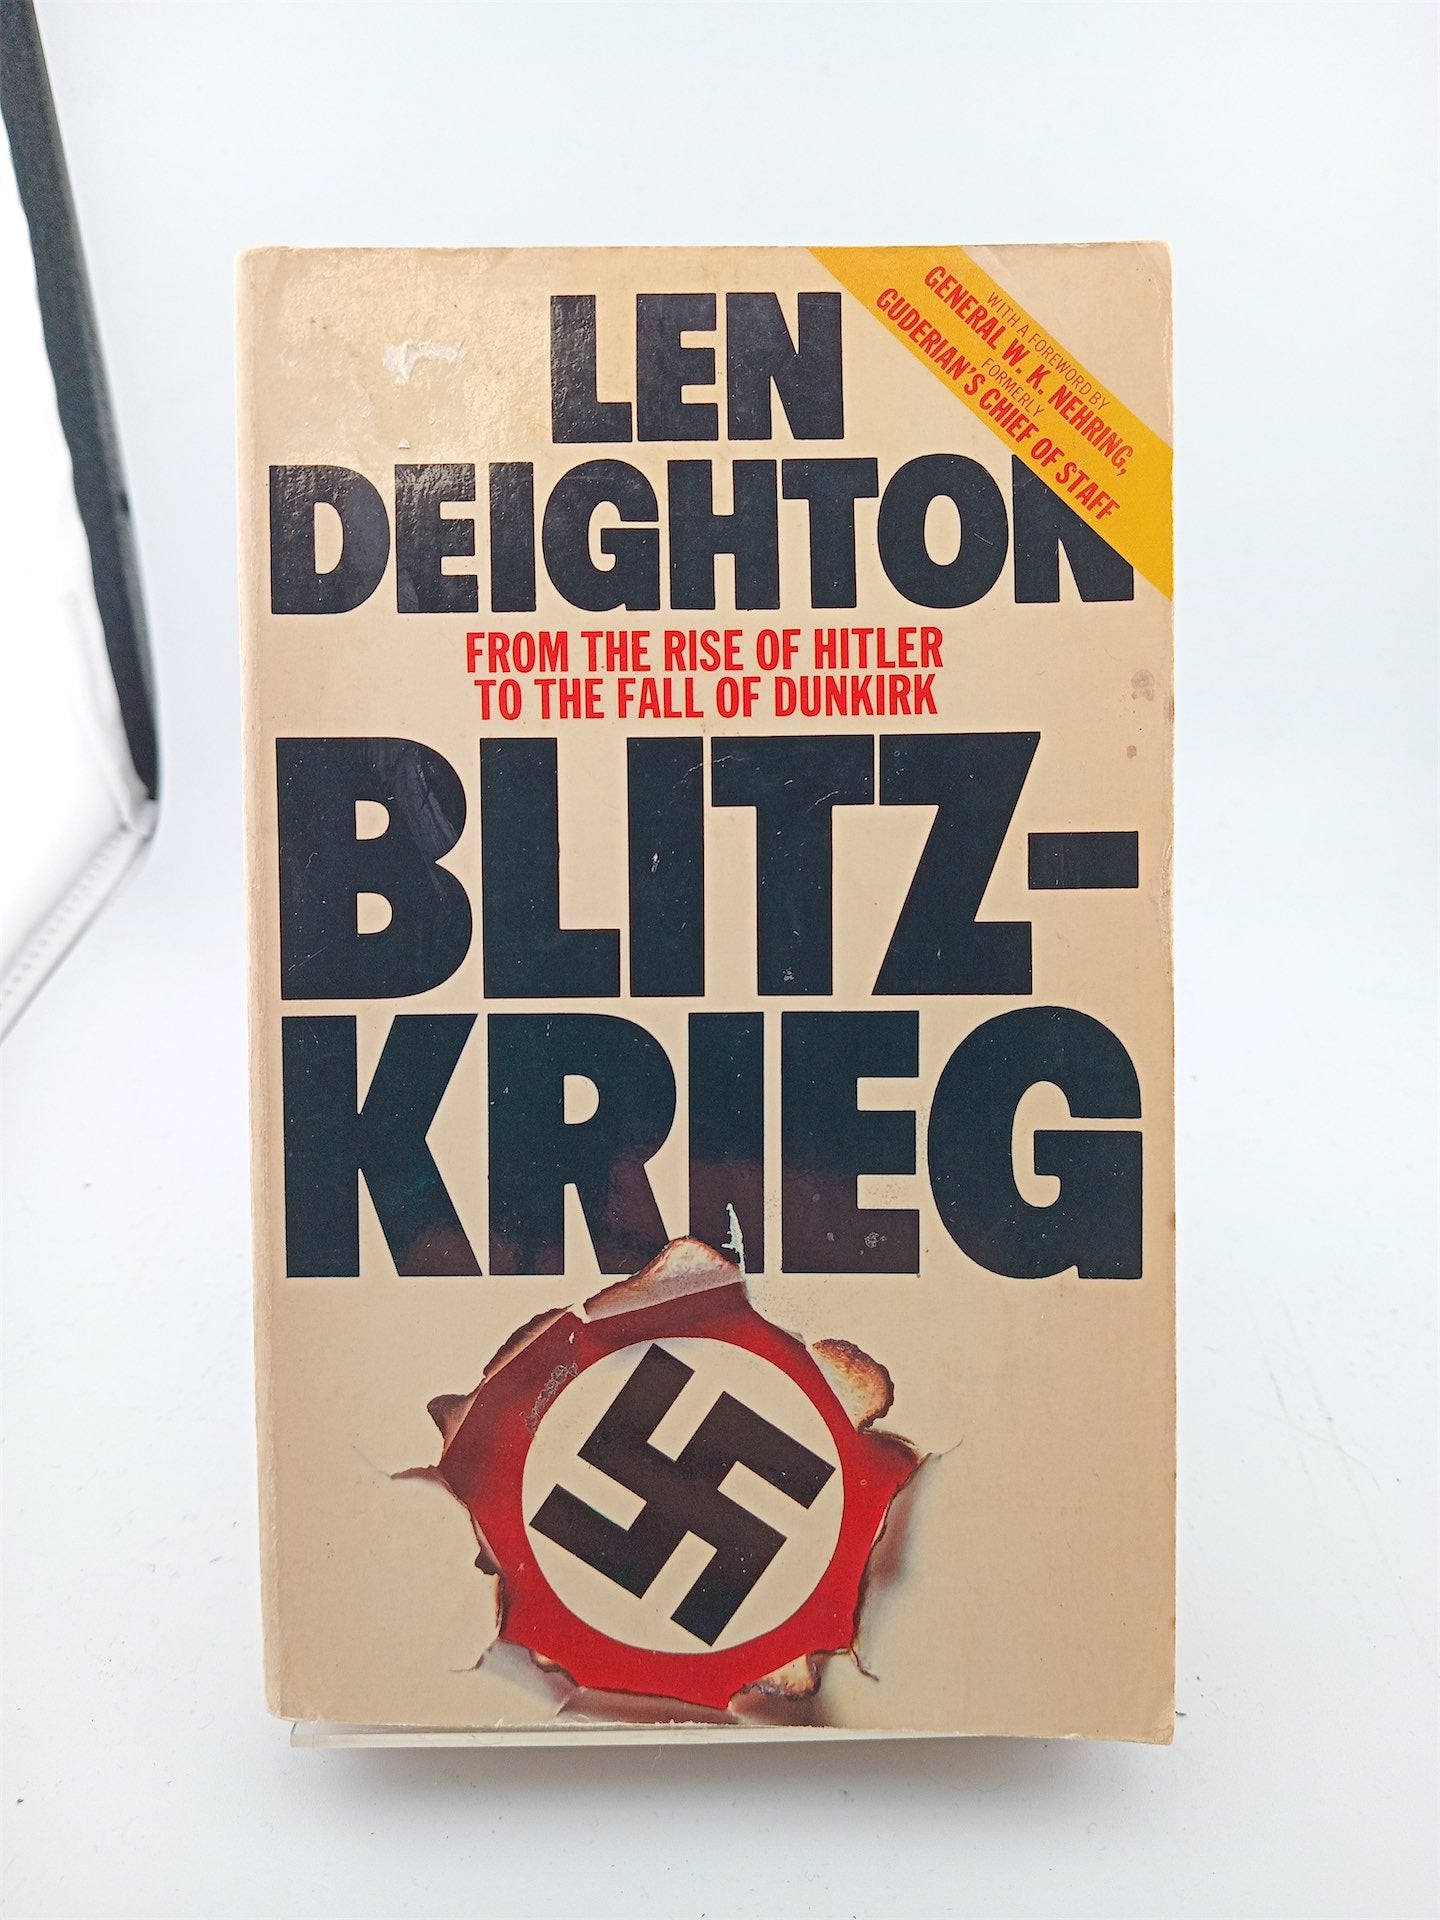 LEN
DEIGHTON
WITH A FOREWORD BY
GENERAL W. K. NEHRING,
FORMERLY
GUDERIAN'S CHIEF OF STAFF
FROM THE RISE OF HITLER
TO THE FALL OF DUNKIRK
BLITZ-
KRIEG